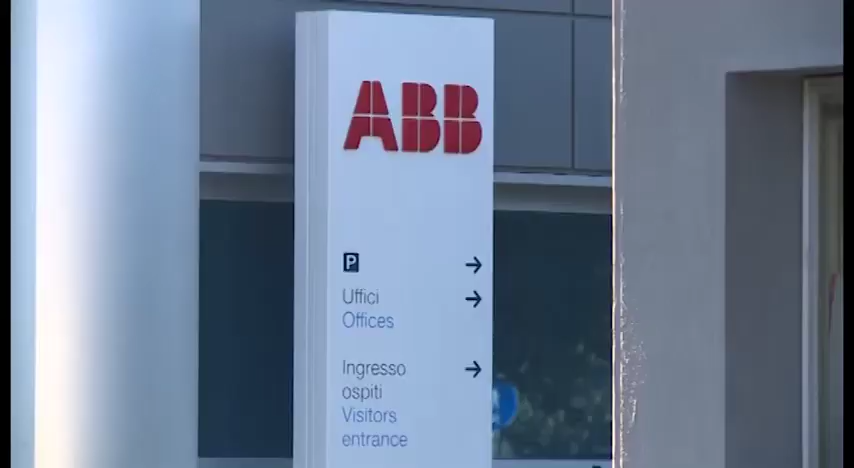 ABB
P →
Uffici →
Offices
Ingresso →
ospiti
Visitors
entrance